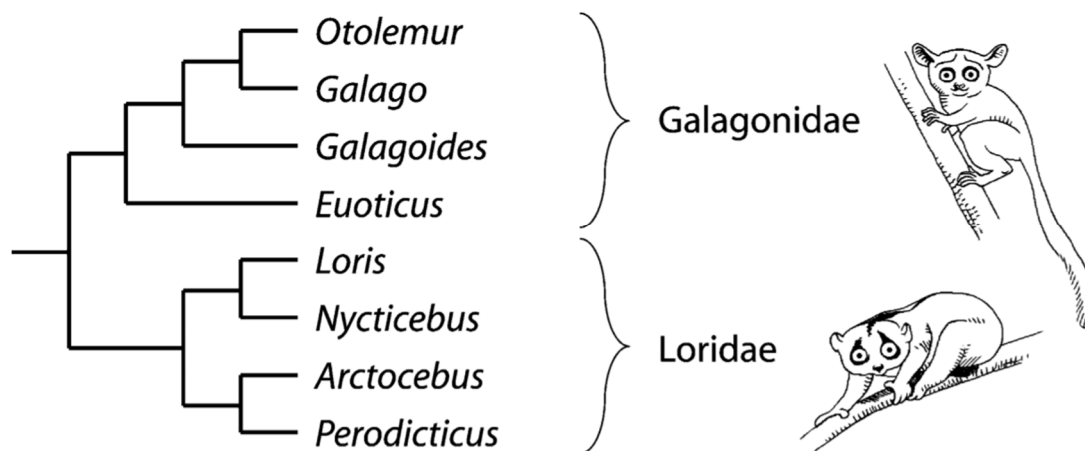 Otolemur
Galago
Galagoides
Euoticus
Galagonidae
Loris
Nycticebus
Arctocebus
Perodicticus
Loridae